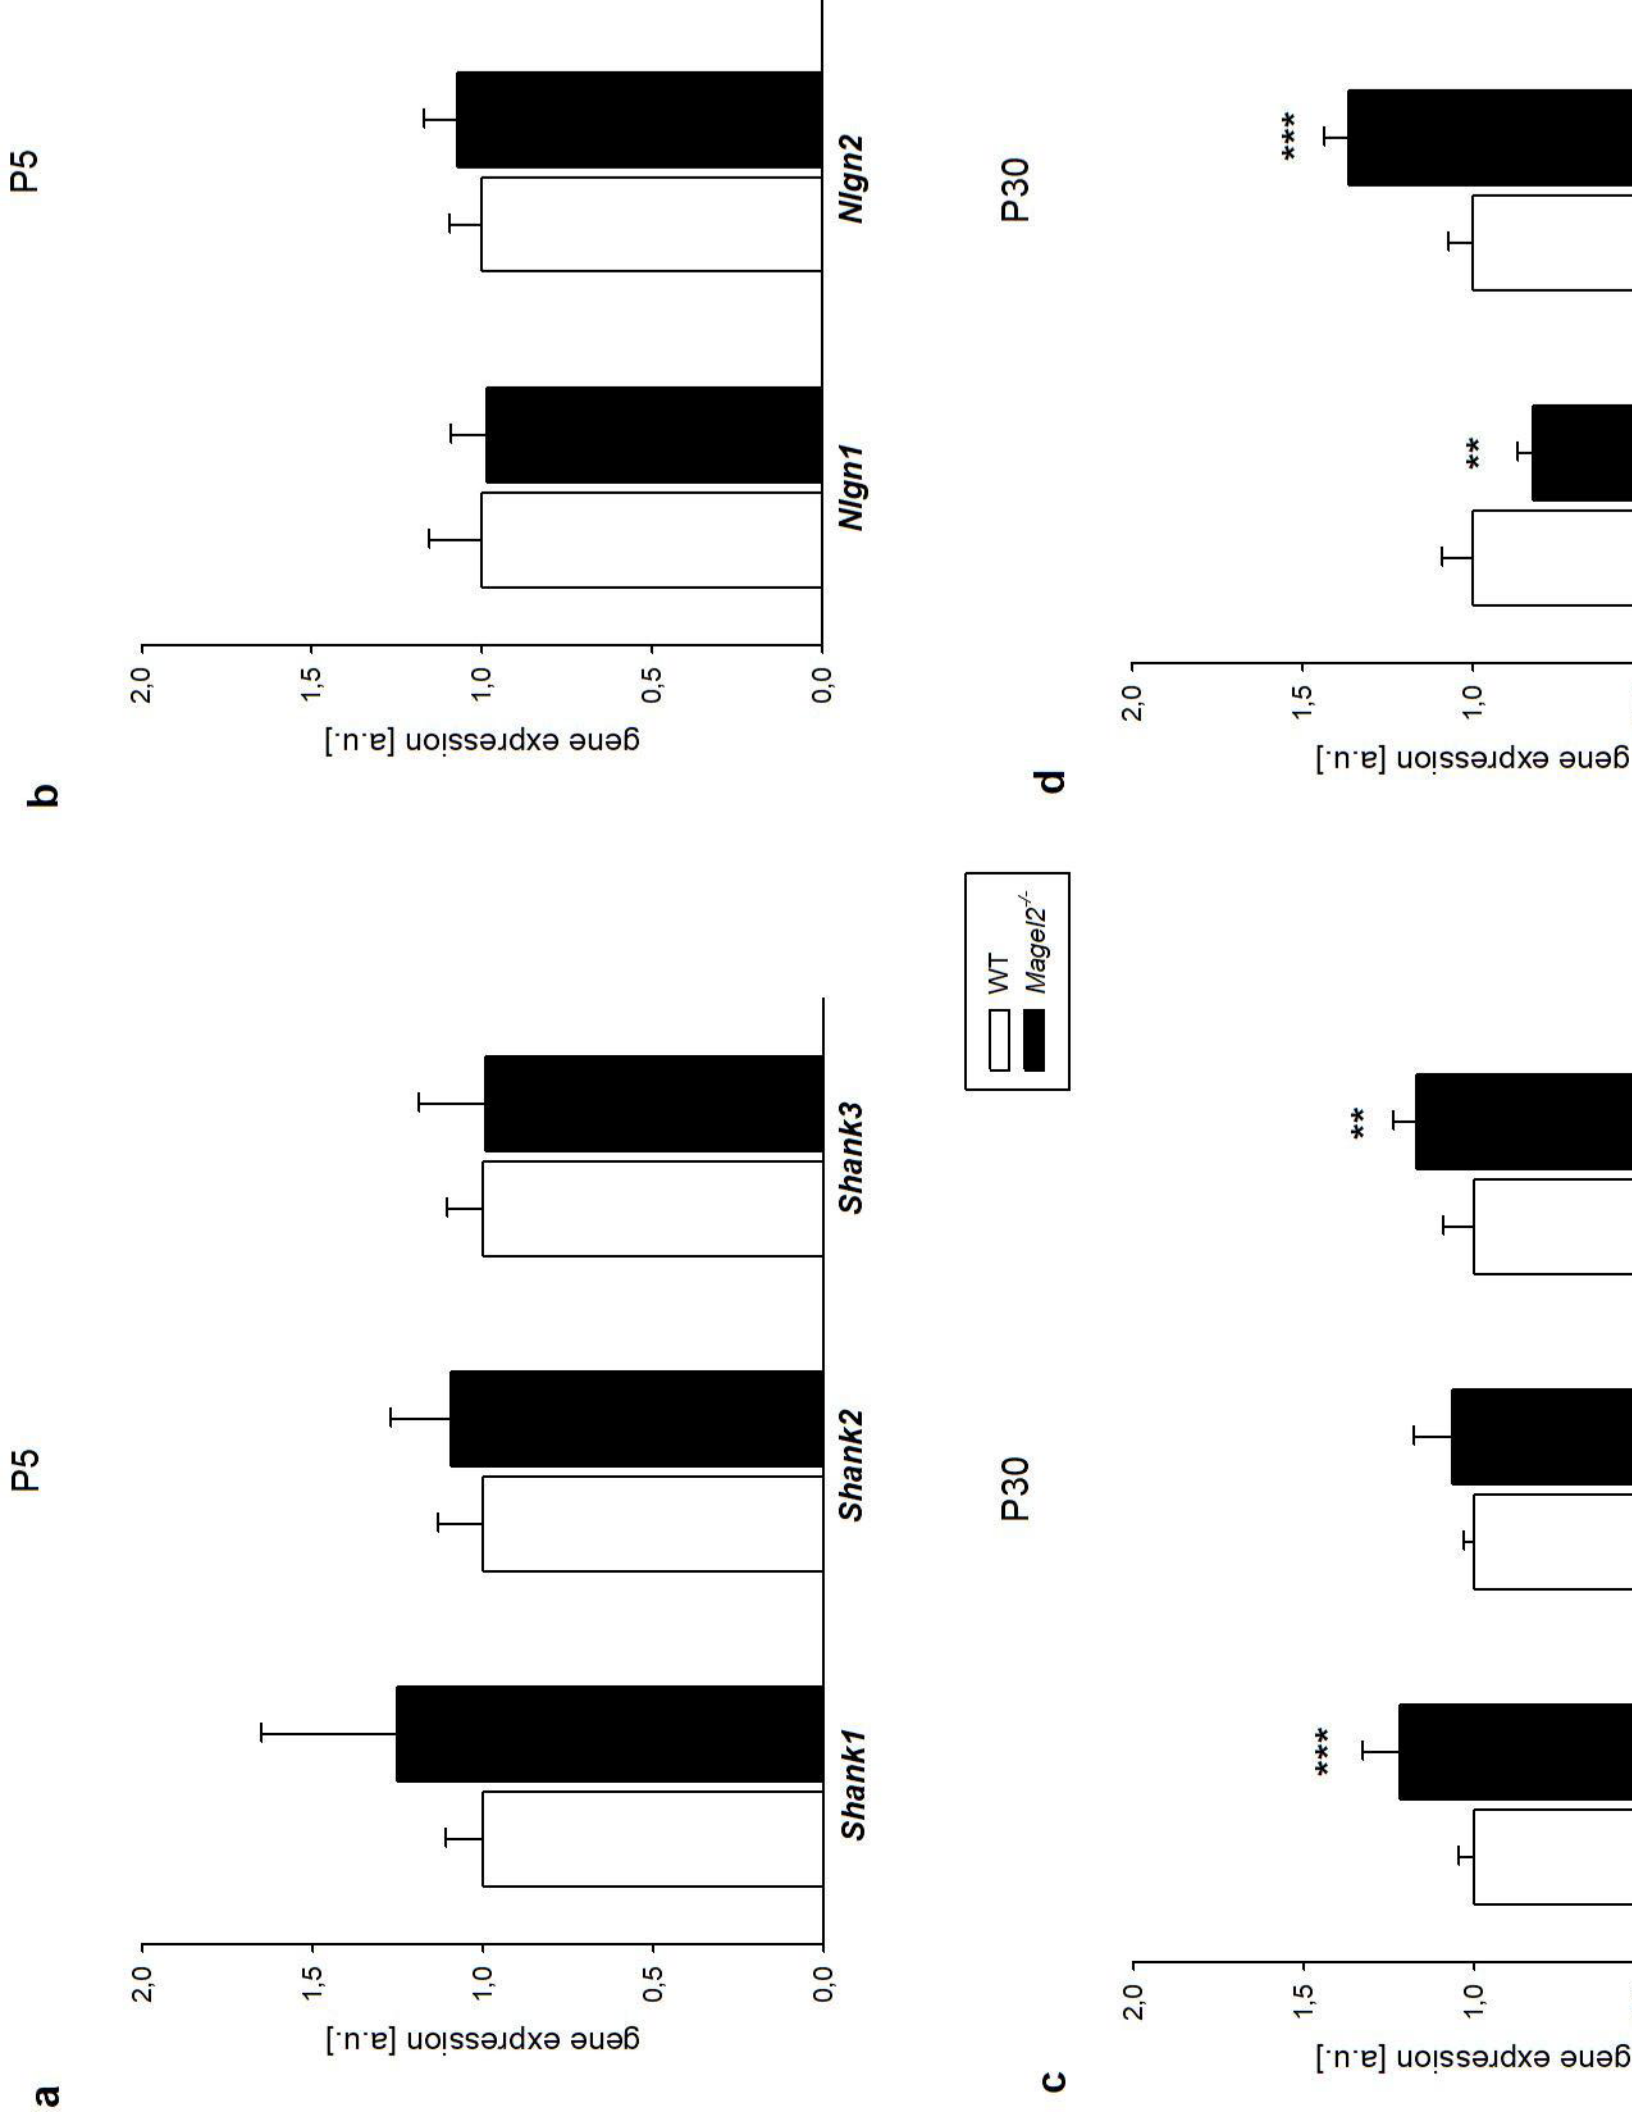 a
P5
gene expression [a.u.]
2,0
1,5
1,0
0,5
0,0
Shank1
Shank2
Shank3
b
P5
gene expression [a.u.]
2,0
1,5
1,0
0,5
0,0
Nlgn1
Nlgn2
WT
Magel2-/-
c
P30
gene expression [a.u.]
2,0
1,5
1,0
***
**
d
P30
gene expression [a.u.]
2,0
1,5
1,0
**
***